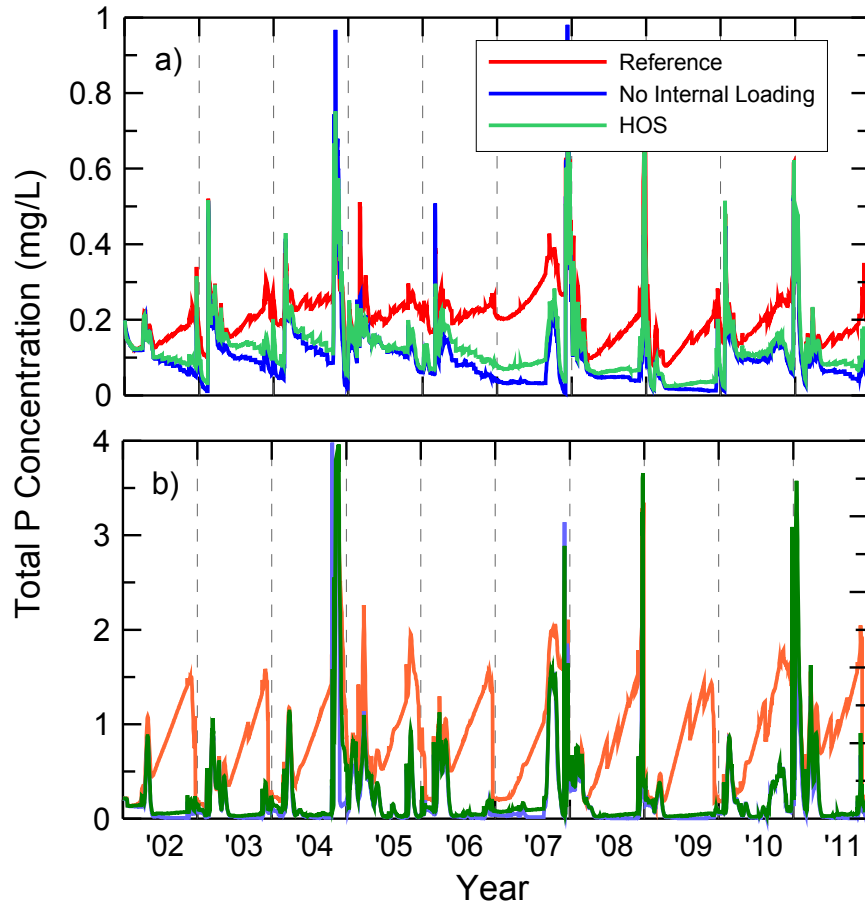 1
a)
Reference
No Internal Loading
HOS
0.8
0.6
0.4
0.2
0
Total P Concentration (mg/L)
4
b)
3
2
1
0
'02 '03 '04 '05 '06 '07 '08 '09 '10 '11
Year